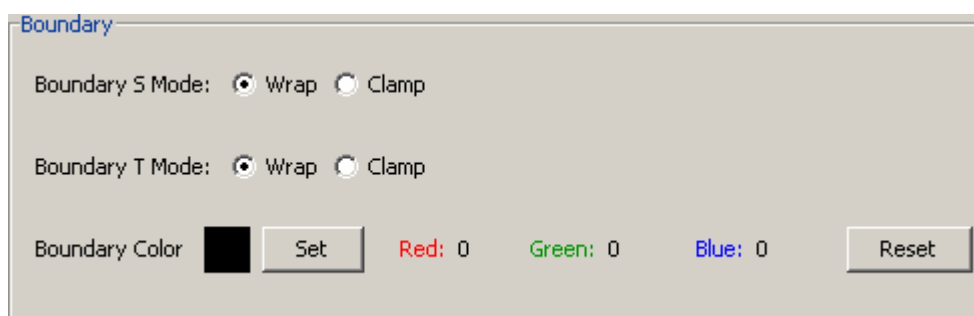 Boundary
Boundary S Mode: Wrap Clamp
Boundary T Mode: Wrap Clamp
Boundary Color Set Red: 0 Green: 0 Blue: 0 Reset